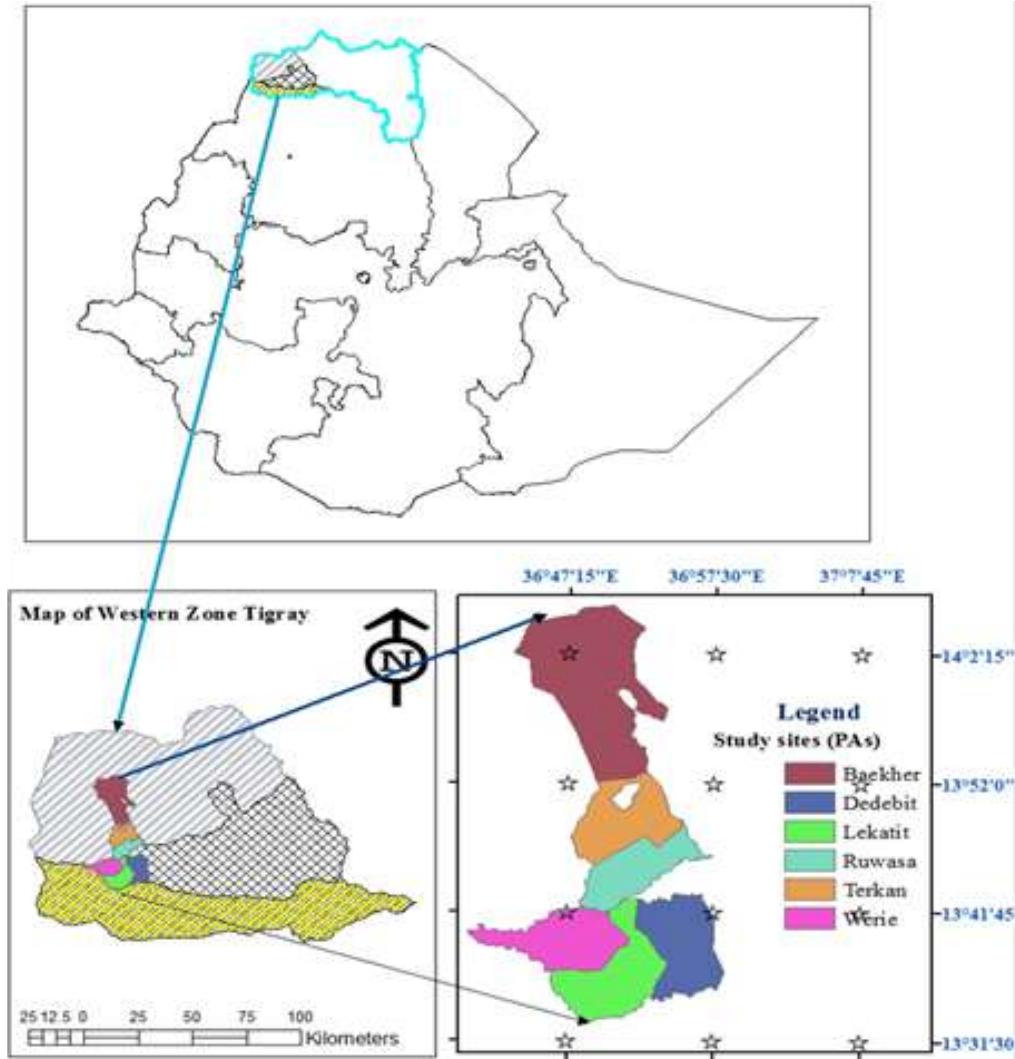 36°47'15"E 36°57'30"E 37°7'45"E
Map of Western Zone Tigray
N
14°2'15"
Legend
Study sites (PAs)
Baekher
13°52'0"
Dedebit
Lekatit
Ruwasa
Terkan
13°41'45
Werie
25 12.5 0 25 50 75 100
Kilometers
13°31'30